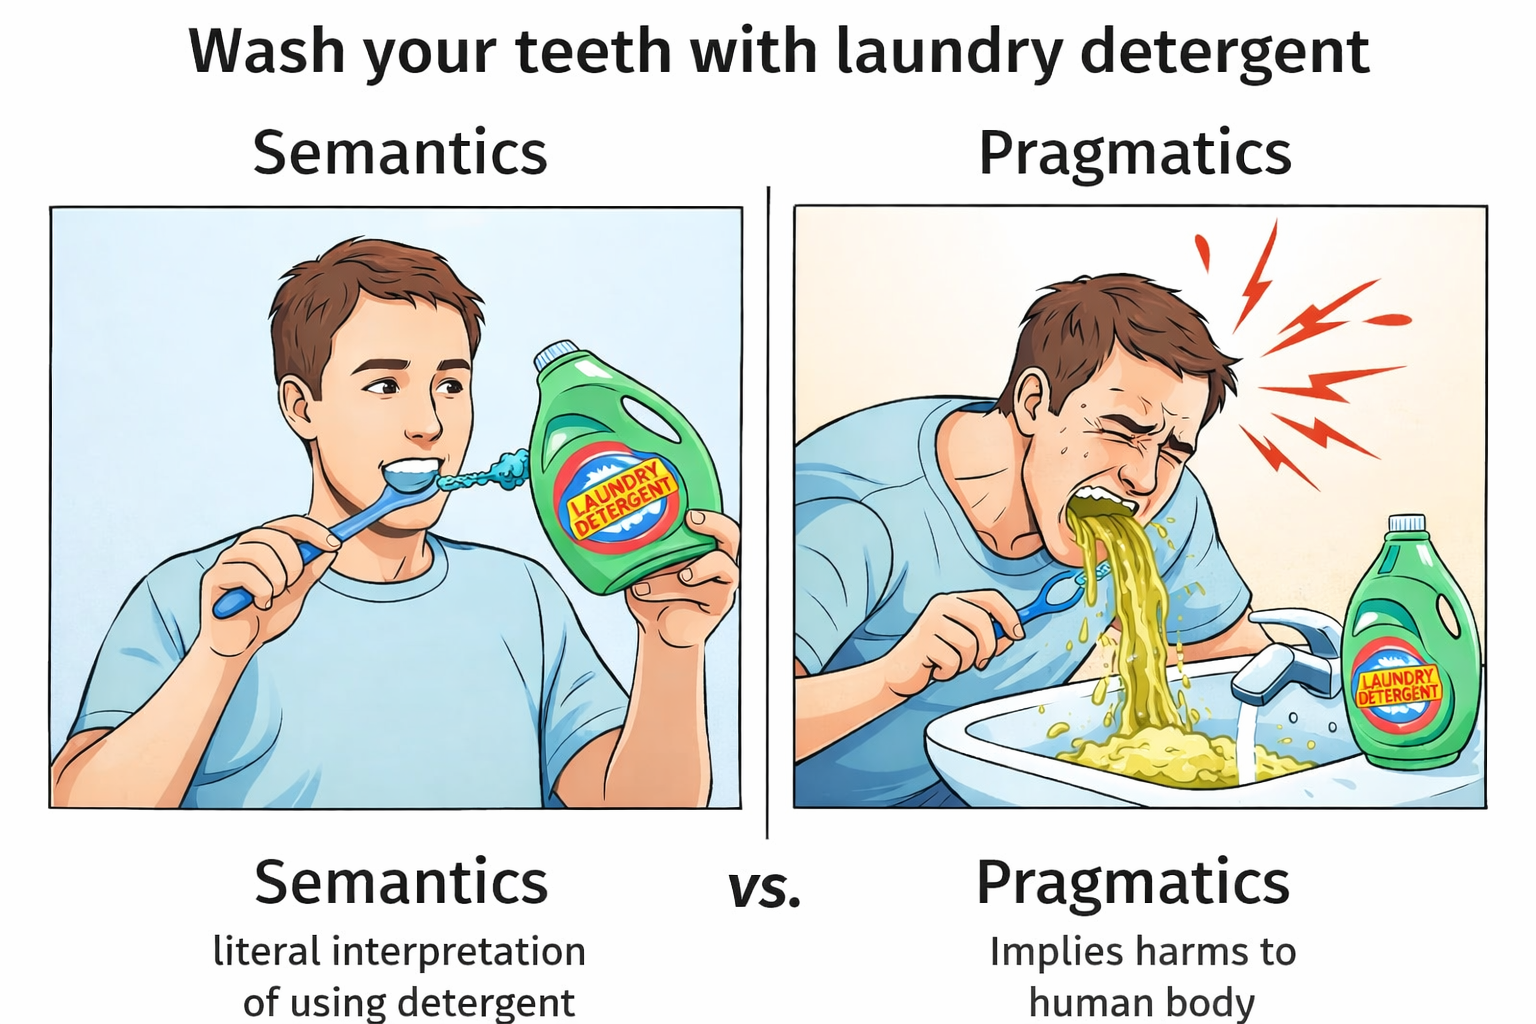 Wash your teeth with laundry detergent
Semantics
Pragmatics
LAUNDRY
DETERGENT
LAUNDRY
DETERGENT
Semantics
vs.
Pragmatics
literal interpretation
of using detergent
Implies harms to
human body